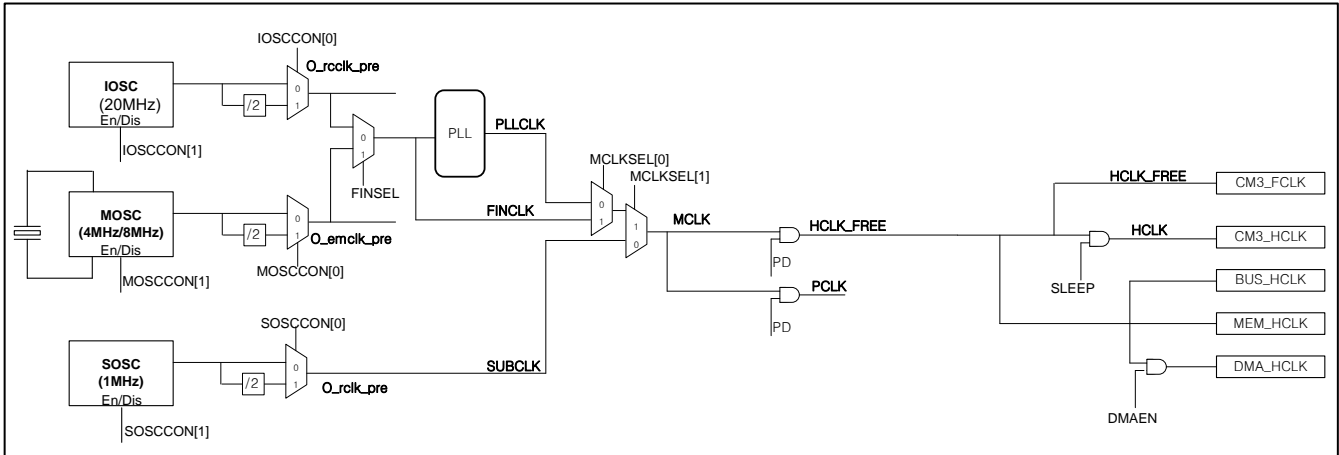 IOSCCON[0]
O_rcclk_pre
IOSC
(20MHz)
En/Dis
0
1
/2
IOSCCON[1]
PLL
PLLCLK
0
1
FINSEL
MCLKSEL[0]
MCLKSEL[1]
HCLK_FREE
CM3_FCLK
MOSC
(4MHz/8MHz)
En/Dis
0
1
/2
O_emclk_pre
MOSCCON[1]
MOSCCON[0]
FINCLK
0
1
1
0
MCLK
HCLK_FREE
PD
HCLK
CM3_HCLK
SLEEP
BUS_HCLK
PCLK
PD
MEM_HCLK
SOSCCON[0]
SOSC
(1MHz)
En/Dis
0
1
/2
O_rclk_pre
SUBCLK
DMA_HCLK
DMAEN
SOSCCON[1]